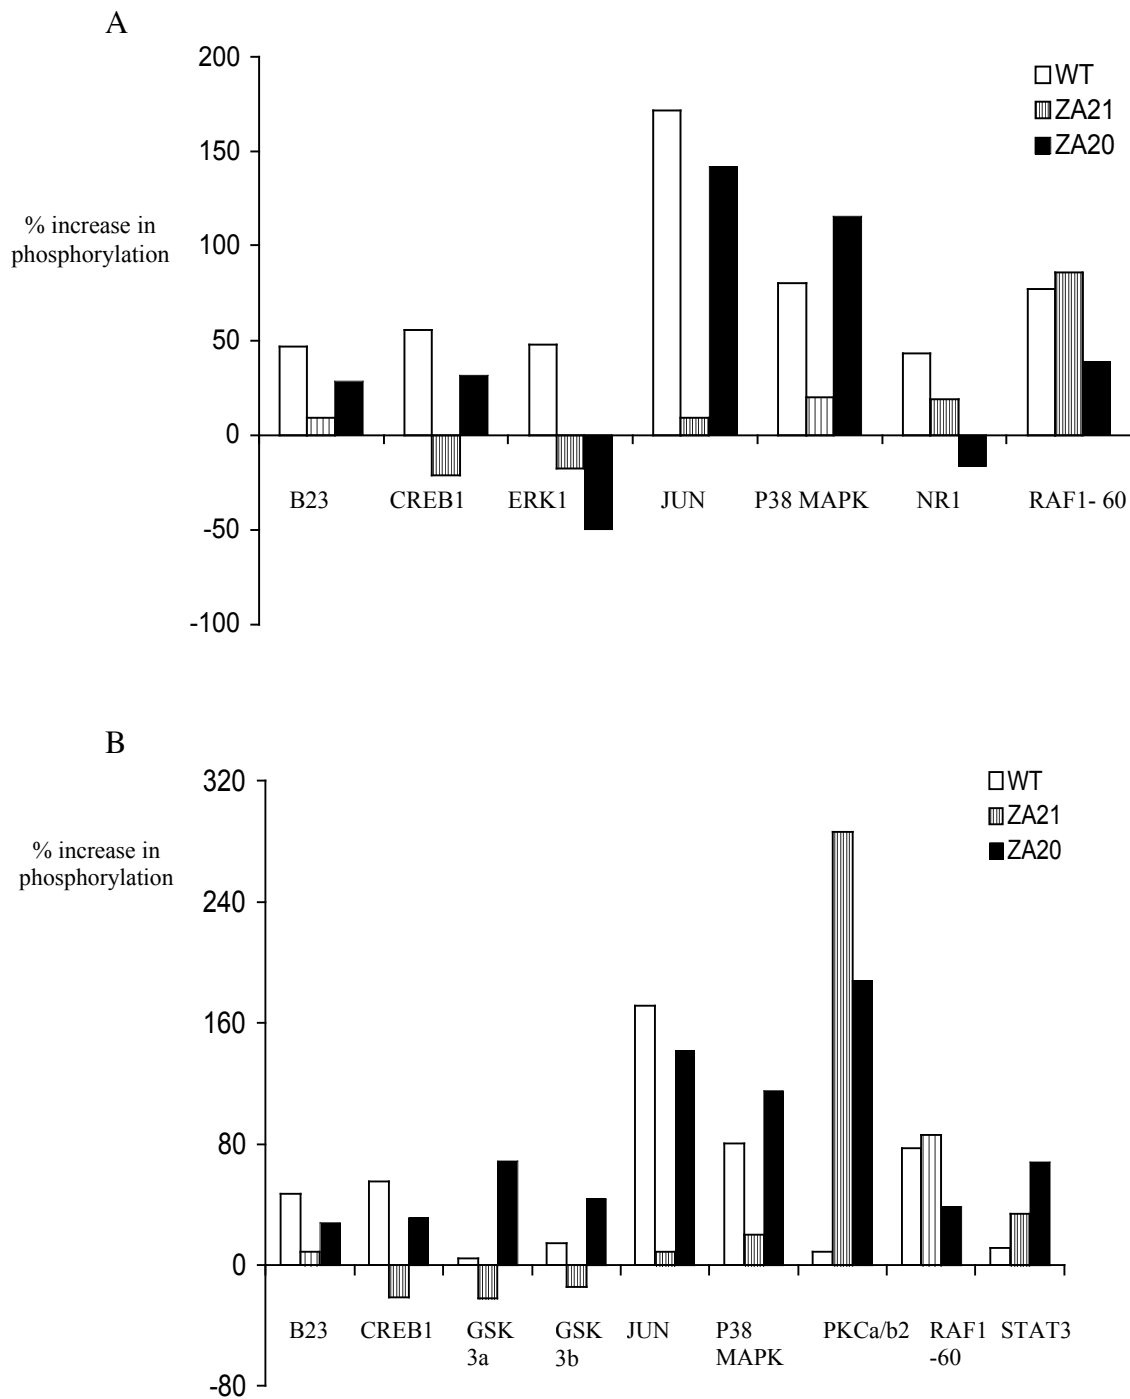 A
200
150
100
50
0
-50
-100
% increase in
phosphorylation
WT
ZA21
ZA20
B23 CREB1 ERK1 JUN P38 MAPK NR1 RAF1- 60
B
320
240
160
80
0
-80
% increase in
phosphorylation
WT
ZA21
ZA20
B23 CREB1 GSK GSK JUN P38 PKCa/b2 RAF1 STAT3
3a 3b MAPK -60